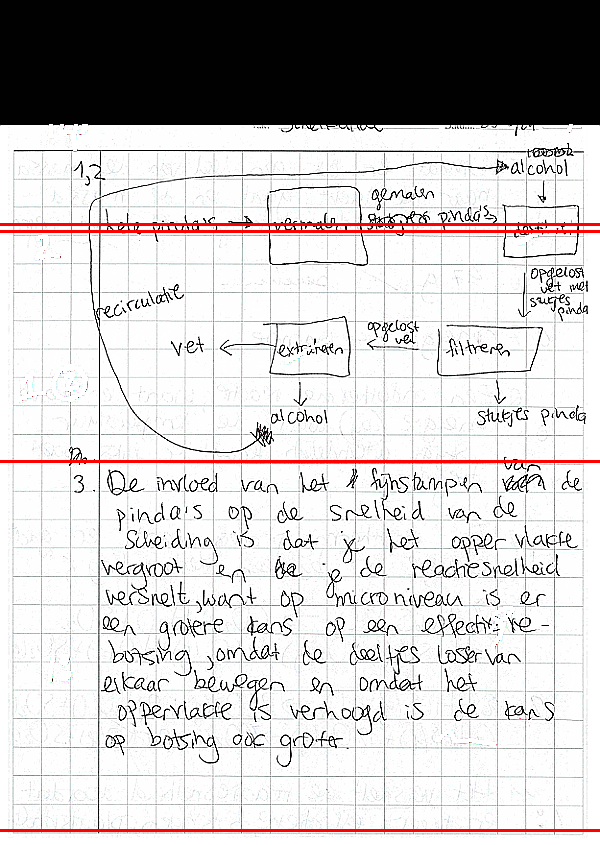 Scheikunde
1,2
alcohol
gemalen
hele pinda's → vermalen stukjes pinda's
opgelost
vet met
stukjes
pinda
recirculatie
vet ← extraheren ← opgelost vet filtreren
alcohol
stukjes pinda
3. De invloed van het fijnstampen van de
pinda's op de snelheid van de
Scheiding is dat je het oppervlakte
vergroot en je de reactiesnelheid
versnelt, want op microniveau is er
een grotere kans op een effectieve
botsing, omdat de deeltjes losser van
elkaar bewegen en omdat het
oppervlakte is verhoogd is de kans
op botsing ook groter.